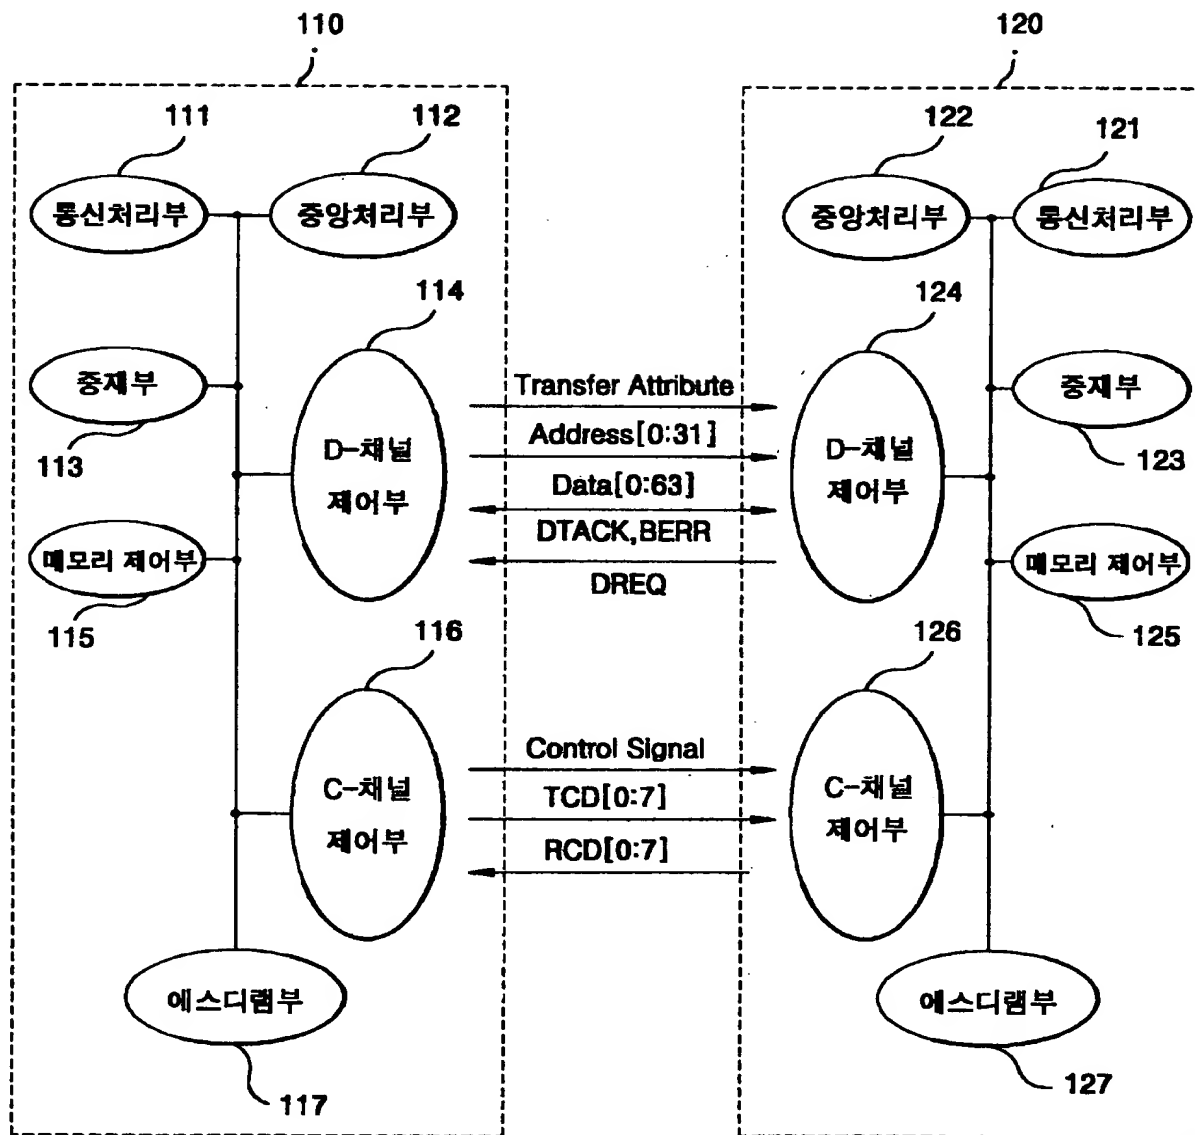 110
120
111
112
122
121
통신처리부
중앙처리부
중앙처리부
통신처리부
114
124
중재부
113
D-채널
제어부
Transfer Attribute
Address[0:31]
Data[0:63]
DTACK,BERR
DREQ
D-채널
제어부
중재부
123
메모리 제어부
115
메모리 제어부
125
116
126
C-채널
제어부
Control Signal
TCD[0:7]
RCD[0:7]
C-채널
제어부
에스디램부
117
에스디램부
127